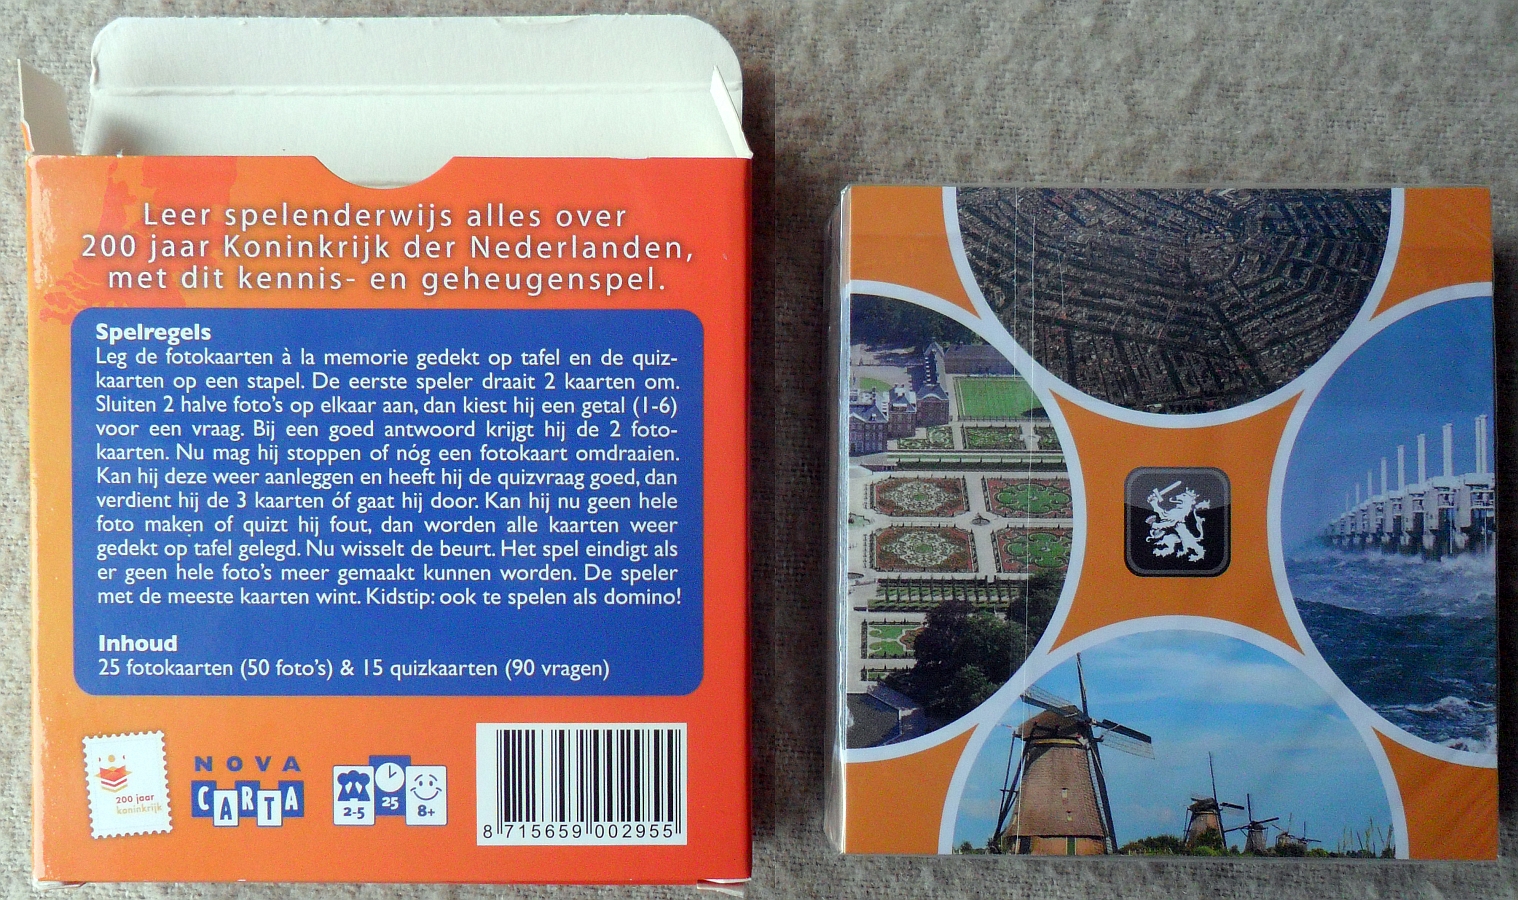 Leer spelenderwijs alles over
200 jaar Koninkrijk der Nederlanden,
met dit kennis- en geheugenspel.
Spelregels
Leg de fotokaarten à la memorie gedekt op tafel en de quiz-
kaarten op een stapel. De eerste speler draait 2 kaarten om.
Sluiten 2 halve foto's op elkaar aan, dan kiest hij een getal (1-6)
voor een vraag. Bij een goed antwoord krijgt hij de 2 foto-
kaarten. Nu mag hij stoppen of nóg een fotokaart omdraaien.
Kan hij deze weer aanleggen en heeft hij de quizvraag goed, dan
verdient hij de 3 kaarten óf gaat hij door. Kan hij nu geen hele
foto maken of quizt hij fout, dan worden alle kaarten weer
gedekt op tafel gelegd. Nu wisselt de beurt. Het spel eindigt als
er geen hele foto's meer gemaakt kunnen worden. De speler
met de meeste kaarten wint. Kidstip: ook te spelen als domino!
Inhoud
25 fotokaarten (50 foto's) & 15 quizkaarten (90 vragen)
200 jaar
koninkrijk
NOVA
CARTA
2-5
25
8+
8 715659 002955